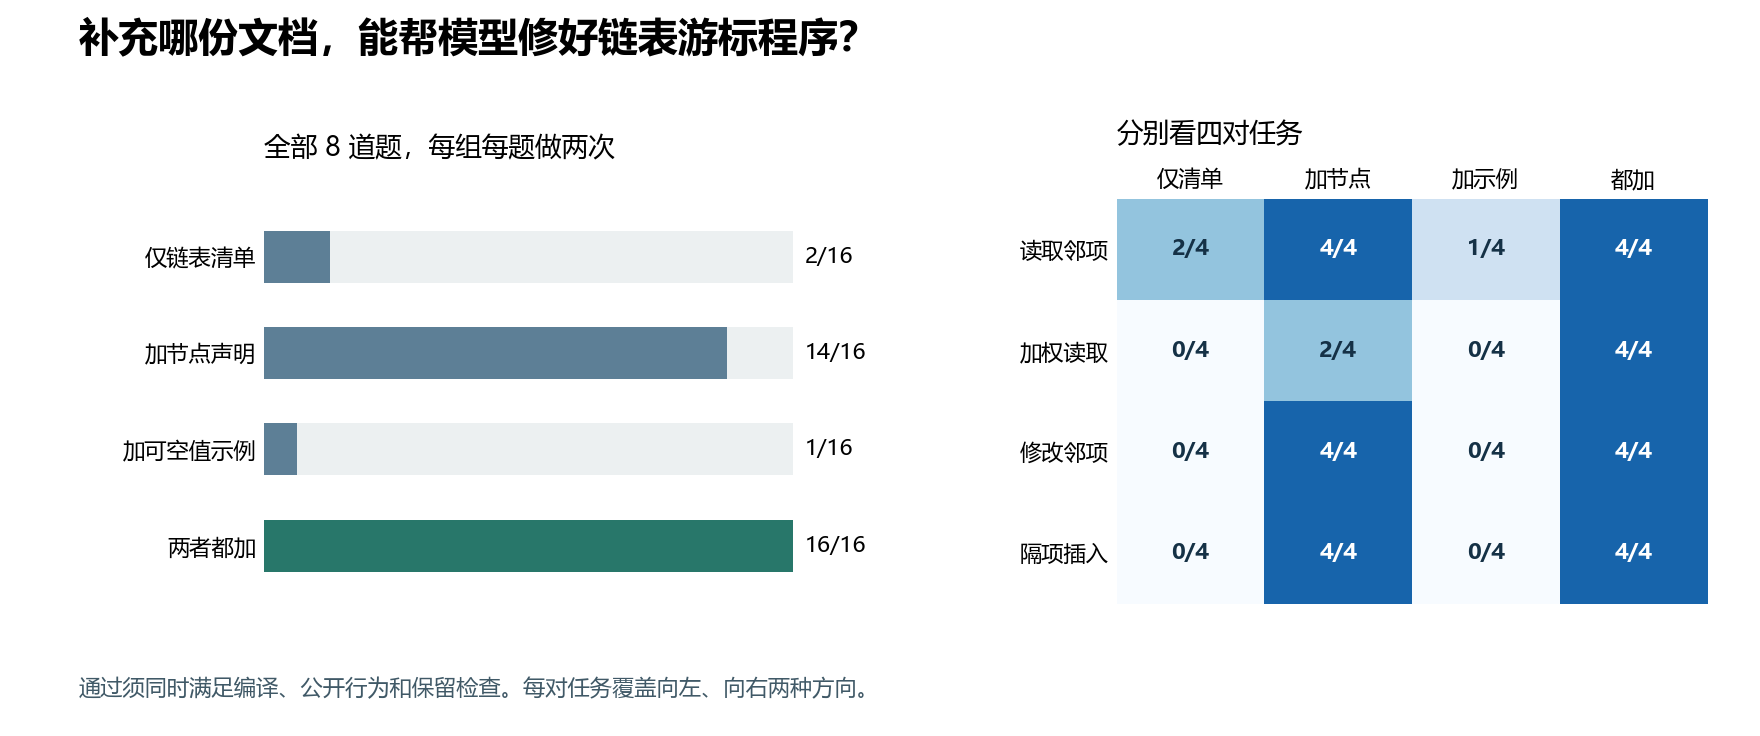 补充哪份文档，能帮模型修好链表游标程序？
全部 8 道题，每组每题做两次
仅链表清单 2/16
加节点声明 14/16
加可空值示例 1/16
两者都加 16/16
分别看四对任务
仅清单 加节点 加示例 都加
读取邻项 2/4 4/4 1/4 4/4
加权读取 0/4 2/4 0/4 4/4
修改邻项 0/4 4/4 0/4 4/4
隔项插入 0/4 4/4 0/4 4/4
通过须同时满足编译、公开行为和保留检查。每对任务覆盖向左、向右两种方向。